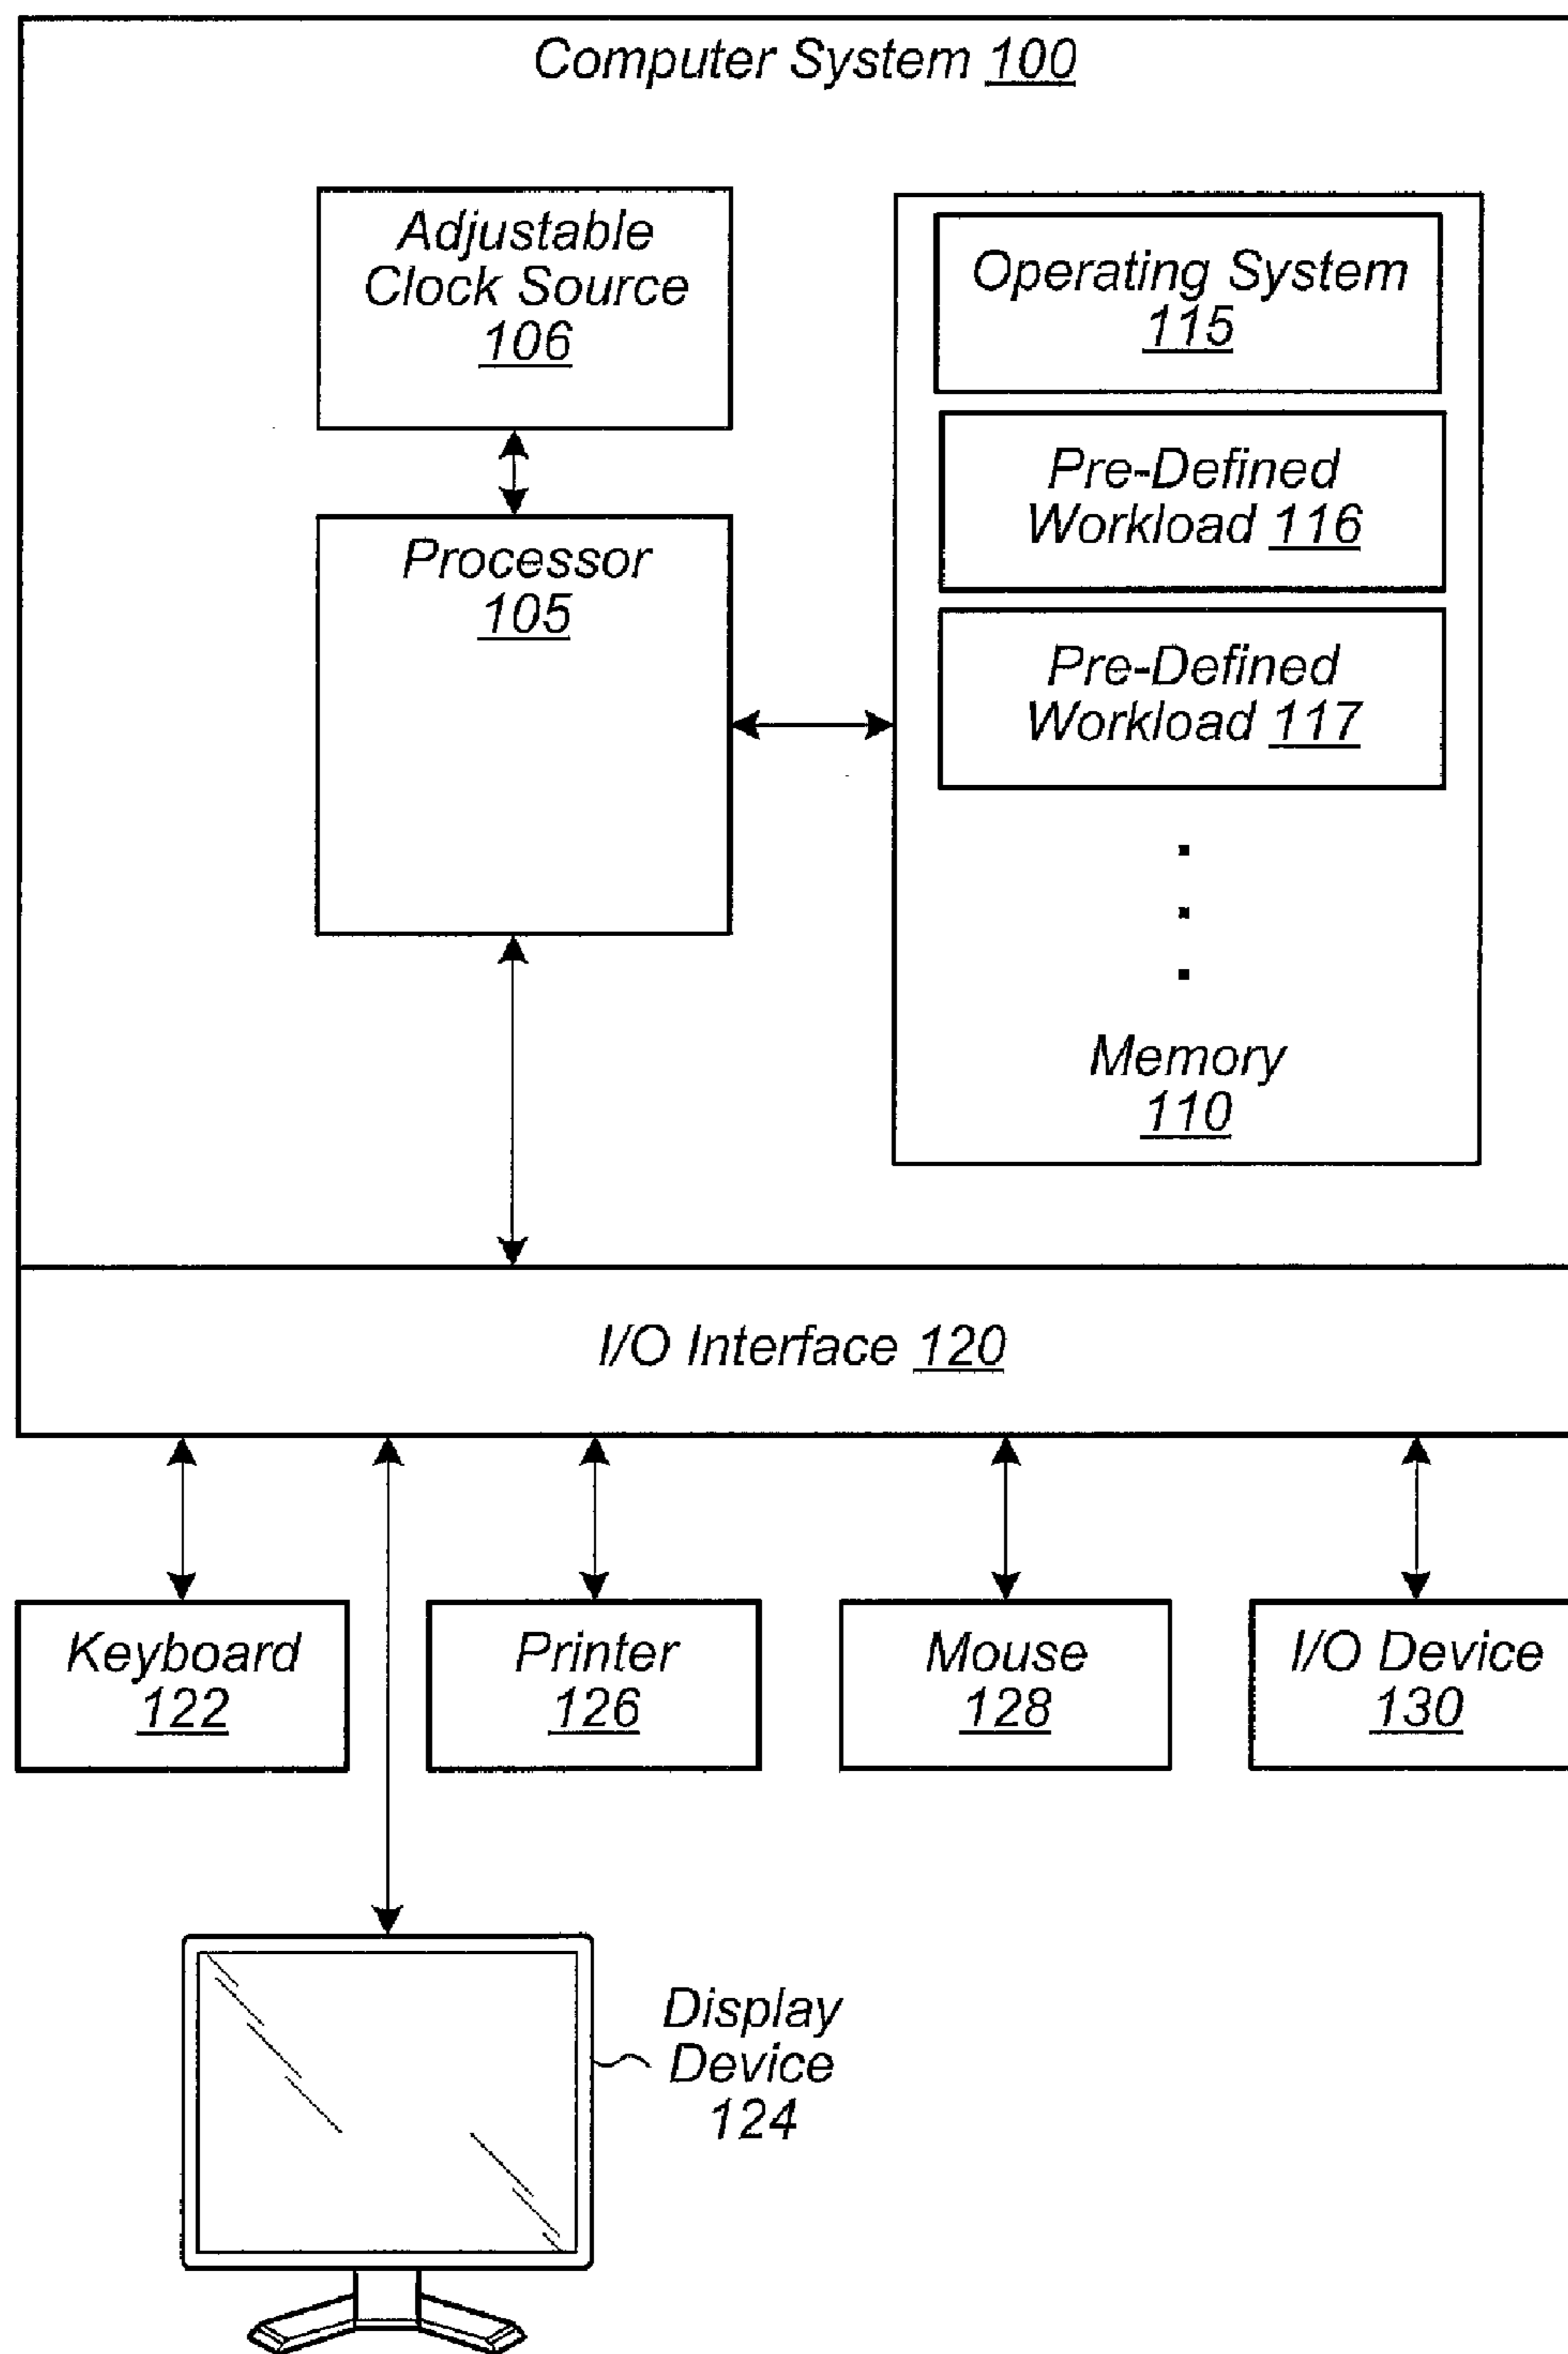 Computer System 100
Adjustable
Clock Source
106
Operating System
115
Pre-Defined
Workload 116
Processor
105
Pre-Defined
Workload 117
Memory
110
I/O Interface 120
Keyboard
122
Printer
126
Mouse
128
I/O Device
130
Display
Device
124